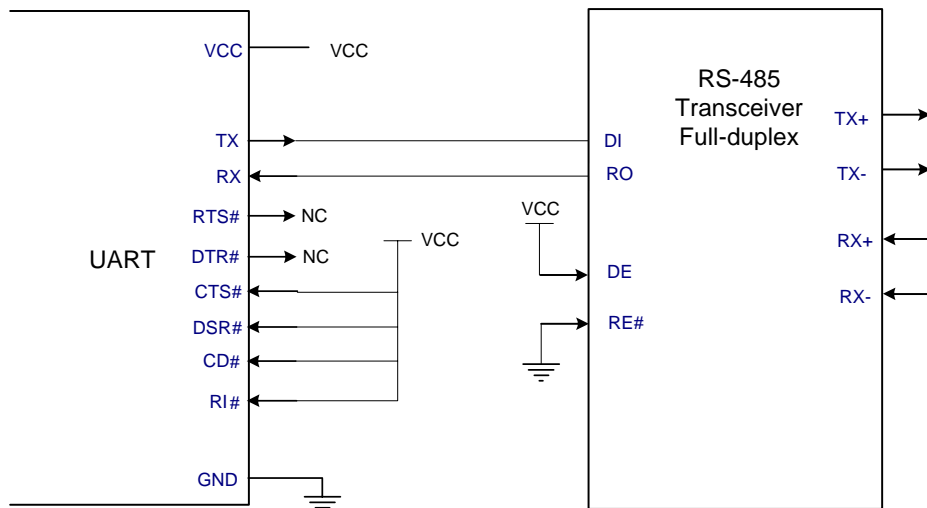 VCC
VCC
TX
RX
RTS#
NC
DTR#
NC
UART
CTS#
DSR#
CD#
RI#
GND
VCC
RS-485
Transceiver
Full-duplex
DI
RO
VCC
DE
RE#
TX+
TX-
RX+
RX-